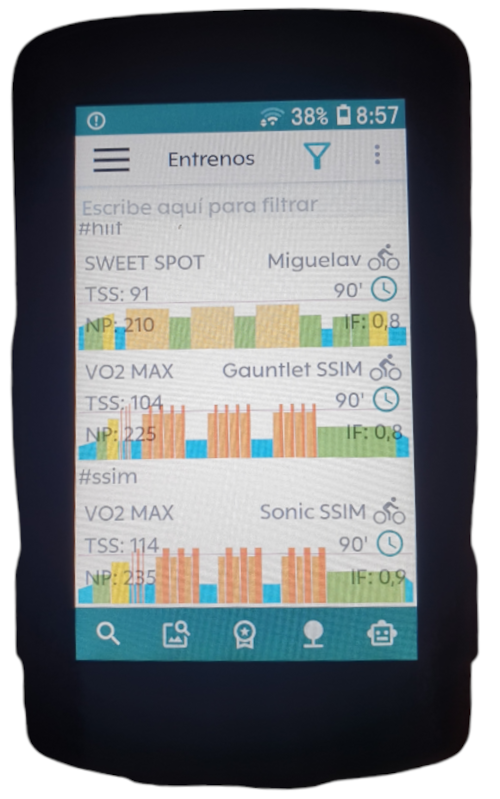 38% 8:57
Entrenos
Escribe aquí para filtrar
#hiit
SWEET SPOT Miguelav
TSS: 91 90'
NP: 210 IF: 0,8
VO2 MAX Gauntlet SSIM
TSS: 104 90'
NP: 225 IF: 0,8
#ssim
VO2 MAX Sonic SSIM
TSS: 114 90'
NP: 235 IF: 0,9